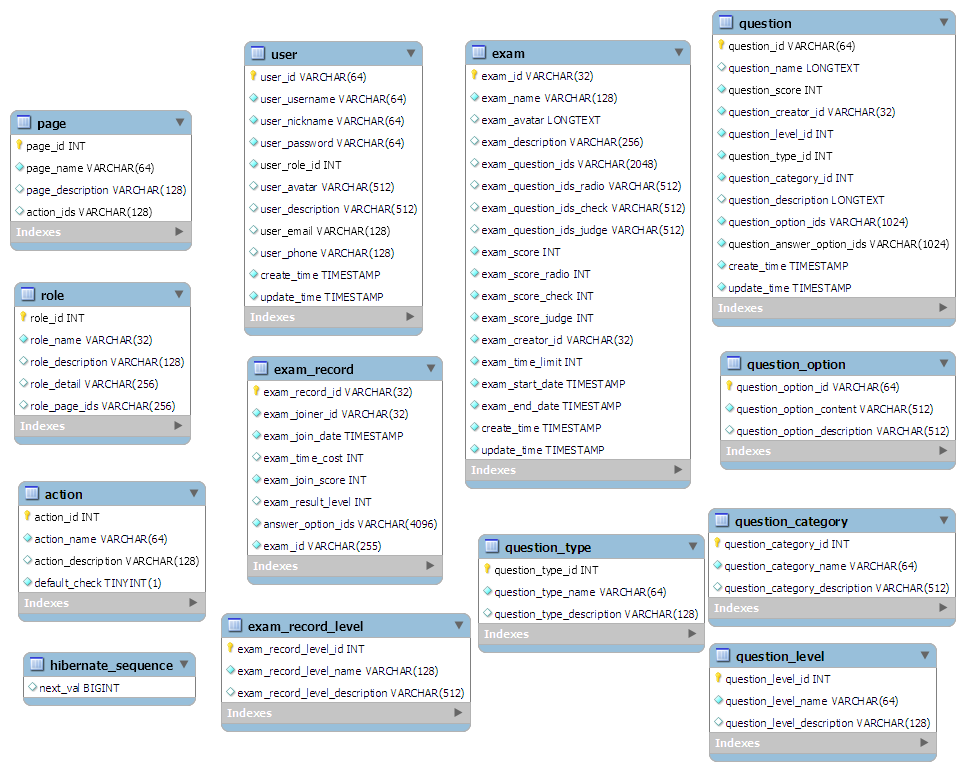 page
page_id INT
page_name VARCHAR(64)
page_description VARCHAR(128)
action_ids VARCHAR(128)
Indexes
role
role_id INT
role_name VARCHAR(32)
role_description VARCHAR(128)
role_detail VARCHAR(256)
role_page_ids VARCHAR(256)
Indexes
action
action_id INT
action_name VARCHAR(64)
action_description VARCHAR(128)
default_check TINYINT(1)
Indexes
hibernate_sequence
next_val BIGINT
user
user_id VARCHAR(64)
user_username VARCHAR(64)
user_nickname VARCHAR(64)
user_password VARCHAR(64)
user_role_id INT
user_avatar VARCHAR(512)
user_description VARCHAR(512)
user_email VARCHAR(128)
user_phone VARCHAR(128)
create_time TIMESTAMP
update_time TIMESTAMP
Indexes
exam_record
exam_record_id VARCHAR(32)
exam_joiner_id VARCHAR(32)
exam_join_date TIMESTAMP
exam_time_cost INT
exam_join_score INT
exam_result_level INT
answer_option_ids VARCHAR(4096)
exam_id VARCHAR(255)
Indexes
exam_record_level
exam_record_level_id INT
exam_record_level_name VARCHAR(128)
exam_record_level_description VARCHAR(512)
Indexes
exam
exam_id VARCHAR(32)
exam_name VARCHAR(128)
exam_avatar LONGTEXT
exam_description VARCHAR(256)
exam_question_ids VARCHAR(2048)
exam_question_ids_radio VARCHAR(512)
exam_question_ids_check VARCHAR(512)
exam_question_ids_judge VARCHAR(512)
exam_score INT
exam_score_radio INT
exam_score_check INT
exam_score_judge INT
exam_creator_id VARCHAR(32)
exam_time_limit INT
exam_start_date TIMESTAMP
exam_end_date TIMESTAMP
create_time TIMESTAMP
update_time TIMESTAMP
Indexes
question_type
question_type_id INT
question_type_name VARCHAR(64)
question_type_description VARCHAR(128)
Indexes
question
question_id VARCHAR(64)
question_name LONGTEXT
question_score INT
question_creator_id VARCHAR(32)
question_level_id INT
question_type_id INT
question_category_id INT
question_description LONGTEXT
question_option_ids VARCHAR(1024)
question_answer_option_ids VARCHAR(1024)
create_time TIMESTAMP
update_time TIMESTAMP
Indexes
question_option
question_option_id VARCHAR(64)
question_option_content VARCHAR(512)
question_option_description VARCHAR(512)
Indexes
question_category
question_category_id INT
question_category_name VARCHAR(64)
question_category_description VARCHAR(512)
Indexes
question_level
question_level_id INT
question_level_name VARCHAR(64)
question_level_description VARCHAR(128)
Indexes